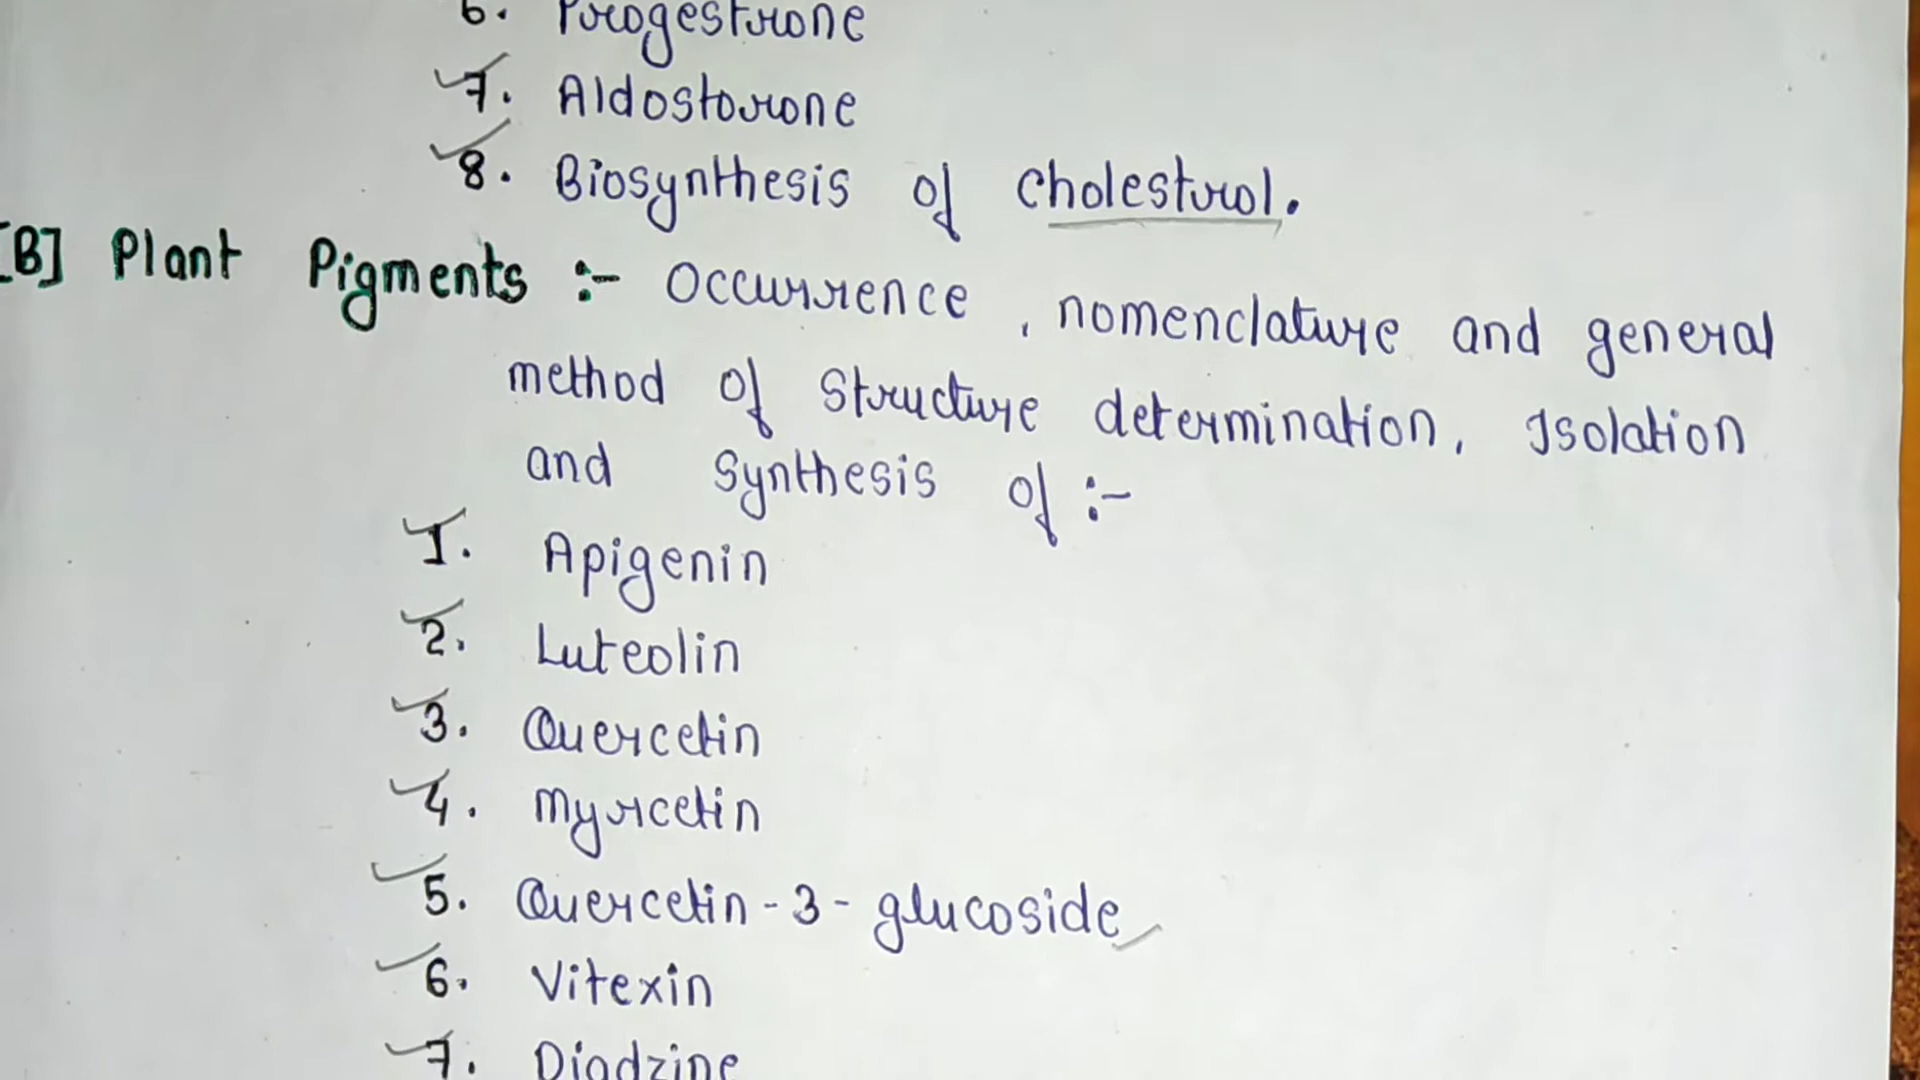 6. Progestrone
7. Aldostorone
8. Biosynthesis of cholestrol.
[B] Plant Pigments :- Occurrence, nomenclature and general
method of Structure determination, Isolation
and Synthesis of :-
1. Apigenin
2. Luteolin
3. Quercetin
4. Myrcetin
5. Quercetin-3-glucoside
6. Vitexin
7. Diadzine